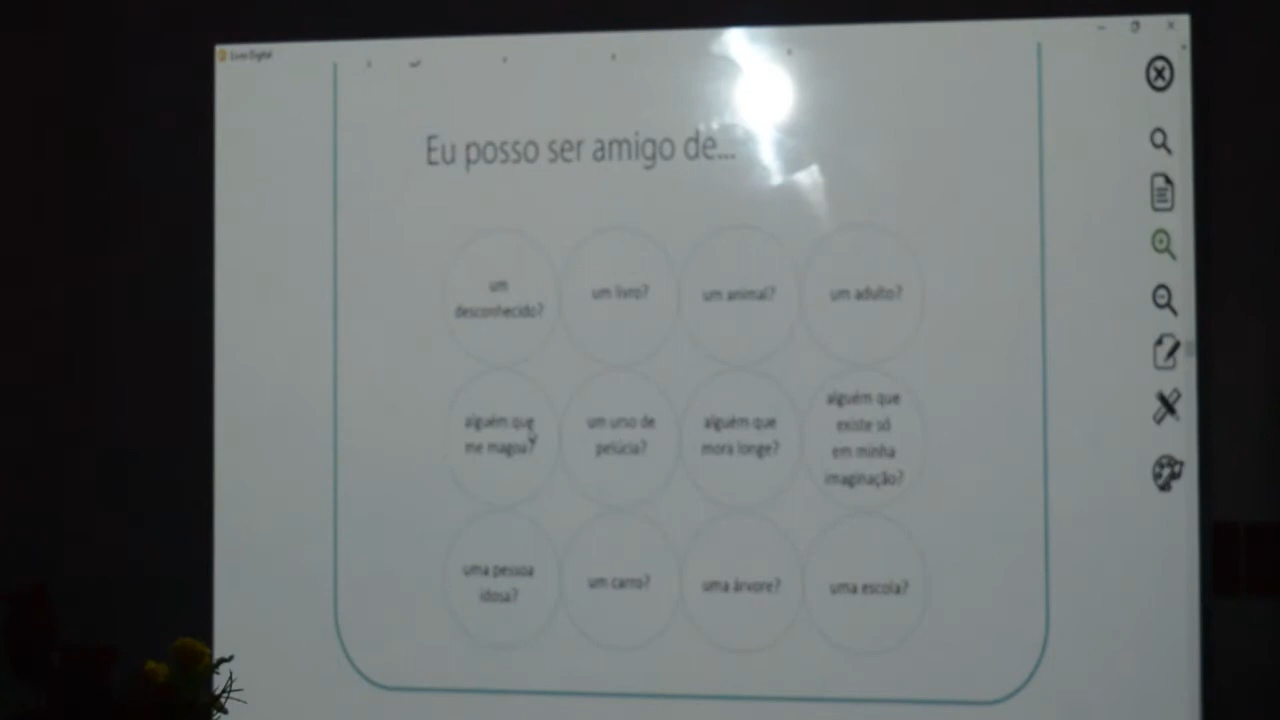 Livro Digital
Eu posso ser amigo de...
um
desconhecido?
um livro?
um animal?
um adulto?
alguém que
me magoa?
um urso de
pelúcia?
alguém que
mora longe?
alguém que
existe só
em minha
imaginação?
uma pessoa
idosa?
um carro?
uma árvore?
uma escola?